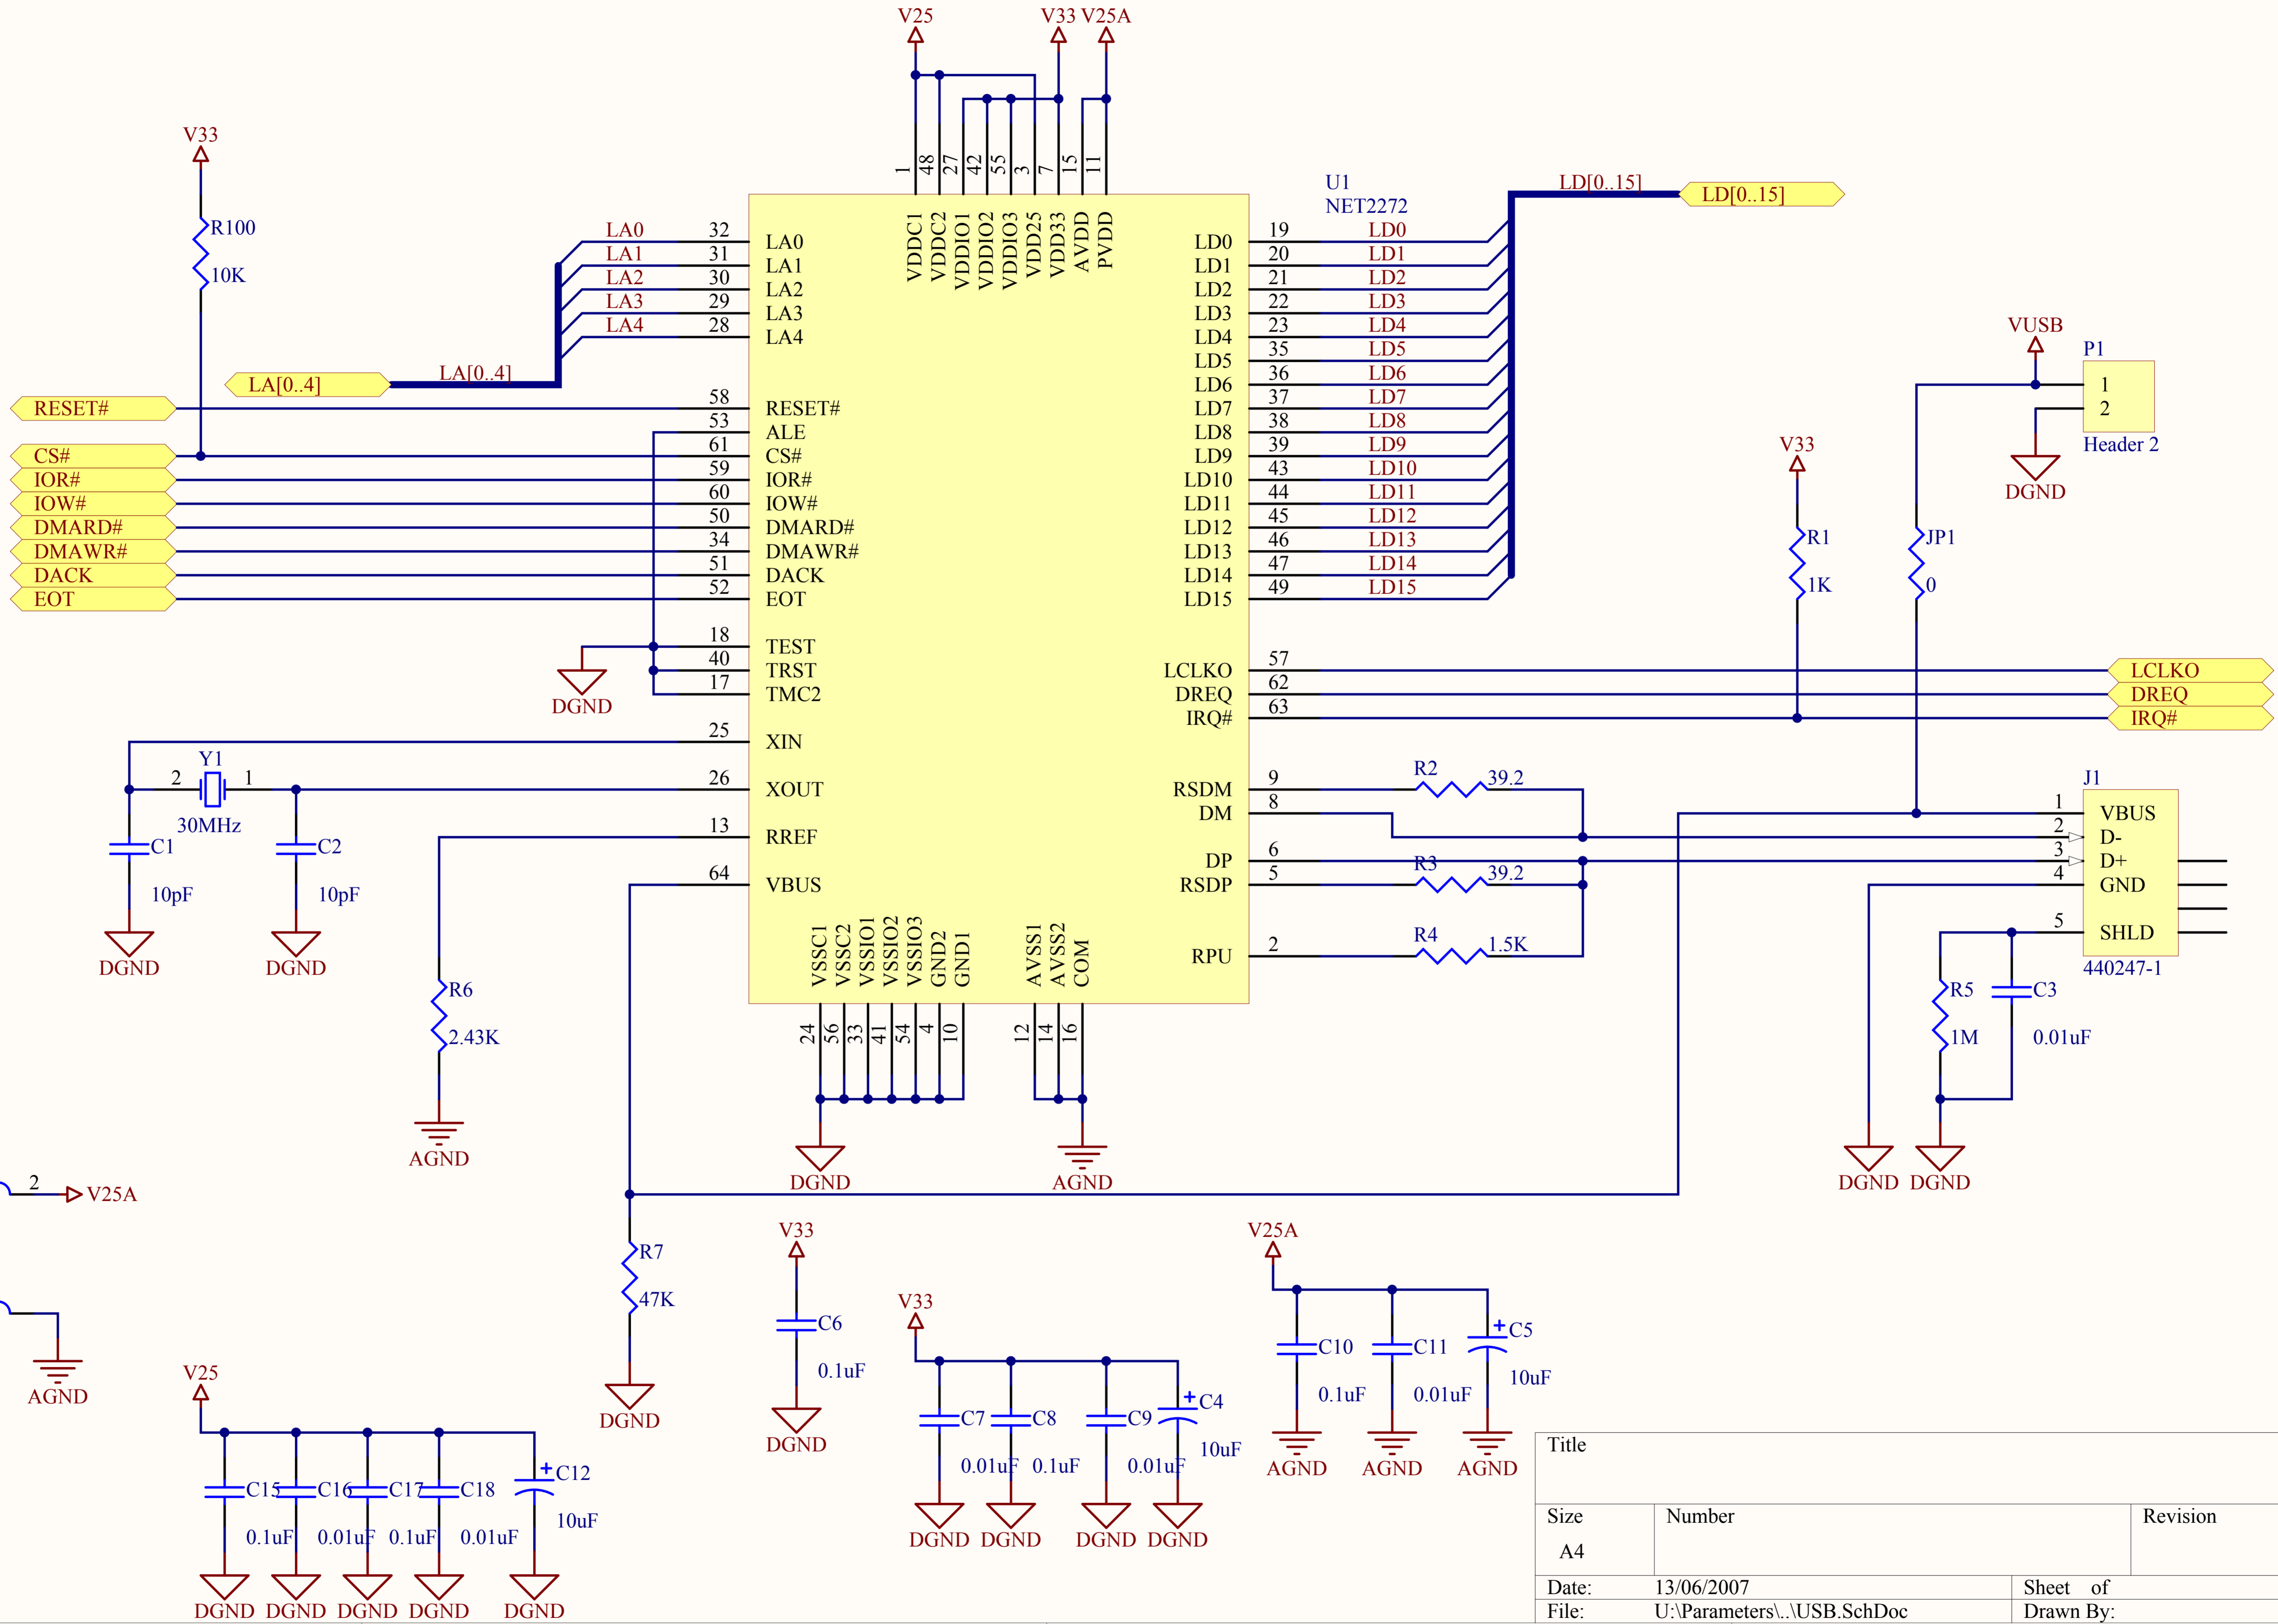 V25
V33 V25A
V33
R100
10K
1
48
27
42
55
3
7
15
11
VDDC1
VDDC2
VDDIO1
VDDIO2
VDDIO3
VDD25
VDD33
AVDD
PVDD
U1
NET2272
LA0 32 LA0
LA1 31 LA1
LA2 30 LA2
LA3 29 LA3
LA4 28 LA4
LA[0..4] LA[0..4]
RESET# 58 RESET#
53 ALE
CS# 61 CS#
IOR# 59 IOR#
IOW# 60 IOW#
DMARD# 50 DMARD#
DMAWR# 34 DMAWR#
DACK 51 DACK
EOT 52 EOT
18 TEST
40 TRST
17 TMC2
DGND
25 XIN
26 XOUT
13 RREF
64 VBUS
Y1
2 1
30MHz
C1
10pF
DGND
C2
10pF
DGND
R6
2.43K
AGND
LD[0..15] LD[0..15]
LD0 19 LD0
LD1 20 LD1
LD2 21 LD2
LD3 22 LD3
LD4 23 LD4
LD5 35 LD5
LD6 36 LD6
LD7 37 LD7
LD8 38 LD8
LD9 39 LD9
LD10 43 LD10
LD11 44 LD11
LD12 45 LD12
LD13 46 LD13
LD14 47 LD14
LD15 49 LD15
LCLKO 57 LCLKO
DREQ 62 DREQ
IRQ# 63 IRQ#
RSDM 9 R2 39.2
DM 8
DP 6
RSDP 5 R3 39.2
RPU 2 R4 1.5K
VUSB
P1
1
2
Header 2
DGND
V33
R1
1K
JP1
0
J1
1 VBUS
2 D-
3 D+
4 GND
5 SHLD
440247-1
R5
1M
C3
0.01uF
DGND DGND
VSSC1
VSSC2
VSSIO1
VSSIO2
VSSIO3
GND2
GND1
AVSS1
AVSS2
COM
24
56
33
41
54
4
10
12
14
16
DGND
AGND
2 V25A
AGND
R7
47K
DGND
V33
C6
0.1uF
DGND
V33
C7 C8 C9 +C4
0.01uF 0.1uF 0.01uF 10uF
DGND DGND DGND DGND
V25A
C10 C11 +C5
0.1uF 0.01uF 10uF
AGND AGND AGND
V25
C15 C16 C17 C18 +C12
0.1uF 0.01uF 0.1uF 0.01uF 10uF
DGND DGND DGND DGND DGND
Title
Size Number Revision
A4
Date: 13/06/2007 Sheet of
File: U:\Parameters\..\USB.SchDoc Drawn By: